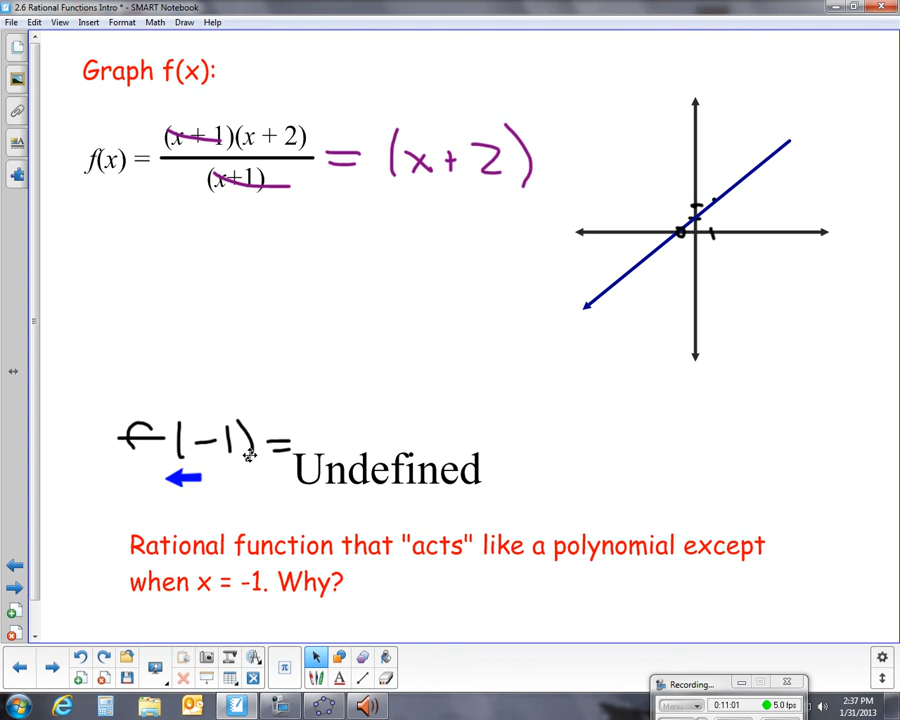 2.6 Rational Functions Intro * - SMART Notebook
File Edit View Insert Format Math Draw Help
Graph f(x):
f(x) = (x + 1)(x + 2) / (x+1) = (x + 2)
1
f(-1) = Undefined
Rational function that "acts" like a polynomial except
when x = -1. Why?
π
A
Recording...
Menu 0:11:01 5.0 fps
2:37 PM
1/31/2013